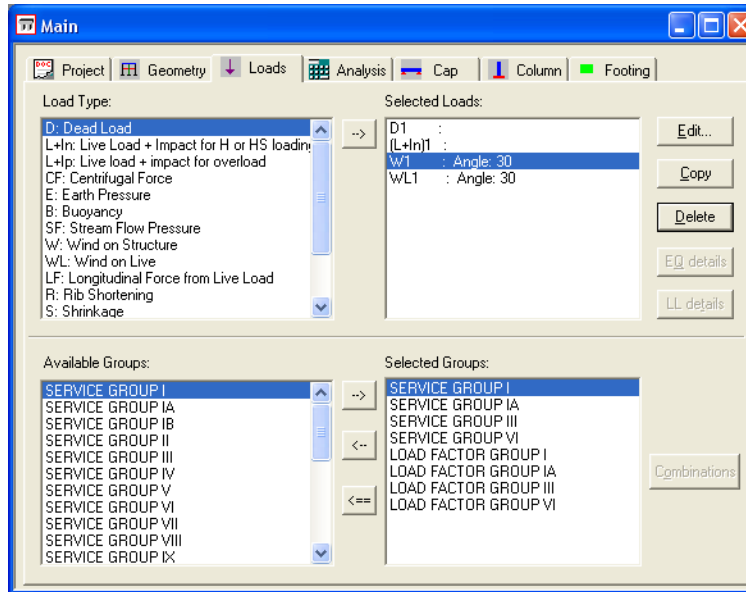 Main
Project
Geometry
Loads
Analysis
Cap
Column
Footing
Load Type:
D: Dead Load
L+In: Live Load + Impact for H or HS loading
L+Ip: Live load + impact for overload
CF: Centrifugal Force
E: Earth Pressure
B: Buoyancy
SF: Stream Flow Pressure
W: Wind on Structure
WL: Wind on Live
LF: Longitudinal Force from Live Load
R: Rib Shortening
S: Shrinkage
-->
Selected Loads:
D1 :
(L+In)1 :
W1 : Angle: 30
WL1 : Angle: 30
Edit...
Copy
Delete
EQ details
LL details
Available Groups:
SERVICE GROUP I
SERVICE GROUP IA
SERVICE GROUP IB
SERVICE GROUP II
SERVICE GROUP III
SERVICE GROUP IV
SERVICE GROUP V
SERVICE GROUP VI
SERVICE GROUP VII
SERVICE GROUP VIII
SERVICE GROUP IX
-->
<--
<==
Selected Groups:
SERVICE GROUP I
SERVICE GROUP IA
SERVICE GROUP III
SERVICE GROUP VI
LOAD FACTOR GROUP I
LOAD FACTOR GROUP IA
LOAD FACTOR GROUP III
LOAD FACTOR GROUP VI
Combinations